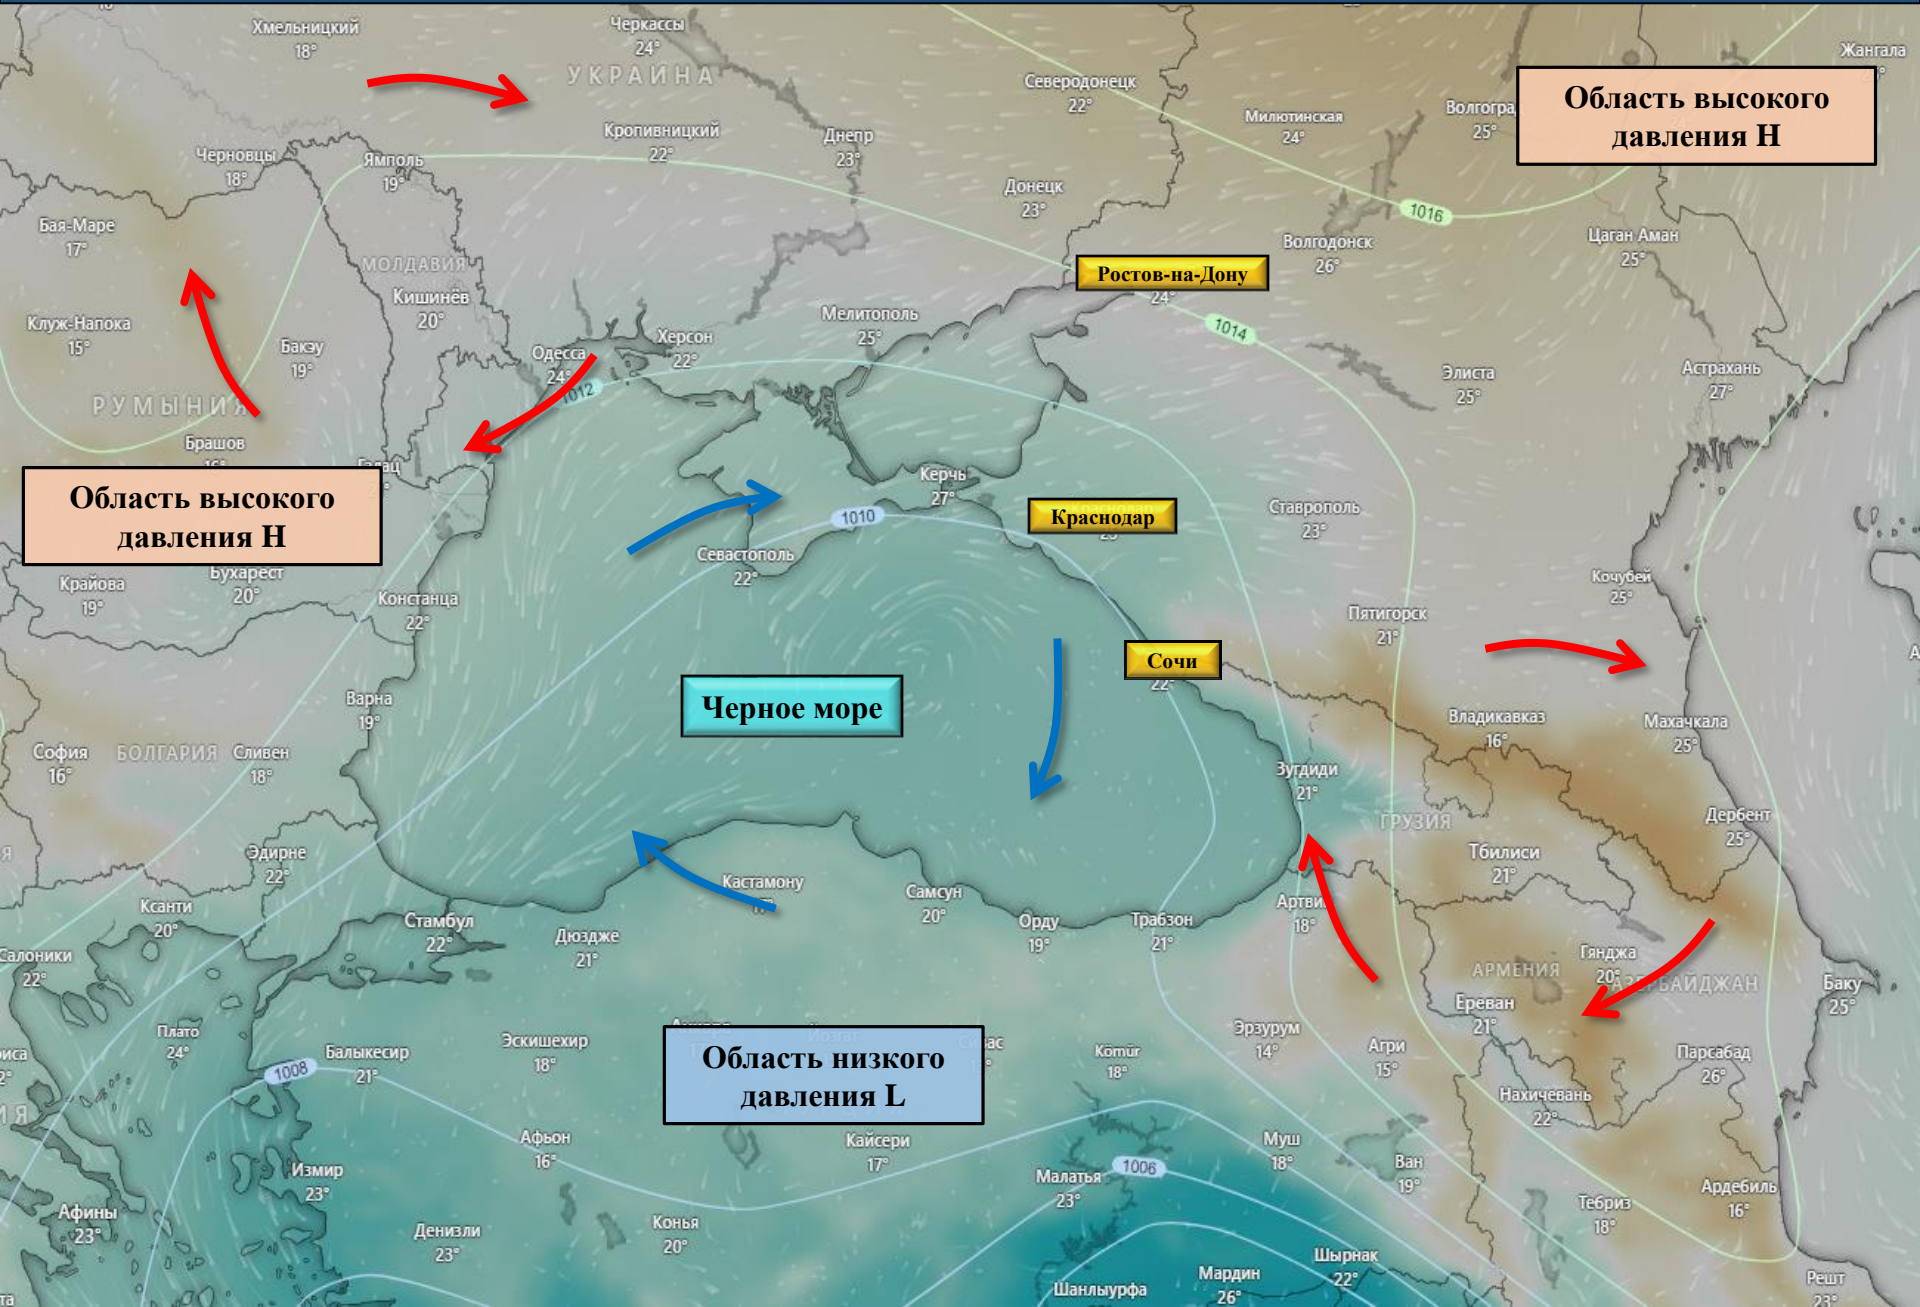 Хмельницкий
18°
Черкассы
24°
УКРАИНА
Северодонецк
22°
Жангала
Милютинская
24°
Волгогра
25°
Область высокого
давления H
Черновцы
18°
Ямполь
19°
Кропивницкий
22°
Днепр
23°
Донецк
23°
1016
Бая-Маре
17°
МОЛДАВИЯ
Кишинёв
20°
Волгодонск
26°
Цаган Аман
25°
Ростов-на-Дону
24°
1014
Клуж-Напока
15°
Бакэу
19°
Одесса
24°
1012
Херсон
22°
Мелитополь
25°
Элиста
25°
Астрахань
27°
РУМЫНИЯ
Брашов
Область высокого
давления H
Керчь
27°
1010
Краснодар
Ставрополь
23°
Севастополь
22°
Крайова
19°
Бухарест
20°
Констанца
22°
Кочубей
25°
Пятигорск
21°
Сочи
22°
Черное море
Варна
19°
Владикавказ
16°
Махачкала
25°
София
16°
БОЛГАРИЯ
Сливен
18°
Зугдиди
21°
ГРУЗИЯ
Дербент
25°
Эдирне
22°
Тбилиси
21°
Кастамону
Самсун
20°
Ксанти
20°
Стамбул
22°
Дюздже
21°
Орду
19°
Трабзон
21°
Артви
18°
Салоники
22°
АРМЕНИЯ
Гянджа
20°
АЗЕРБАЙДЖАН
Баку
25°
Ереван
21°
Плато
24°
Эскишехир
18°
Область низкого
давления L
Kömür
18°
Эрзурум
14°
Агри
15°
Парсабад
26°
1008
Балыкесир
21°
Нахичевань
22°
Афьон
16°
Кайсери
17°
Муш
18°
Ван
19°
1006
Измир
23°
Малатья
23°
Тебриз
18°
Ардебиль
16°
Афины
23°
Денизли
23°
Конья
20°
Шырнак
22°
Мардин
26°
Шанлыурфа
Решт
23°